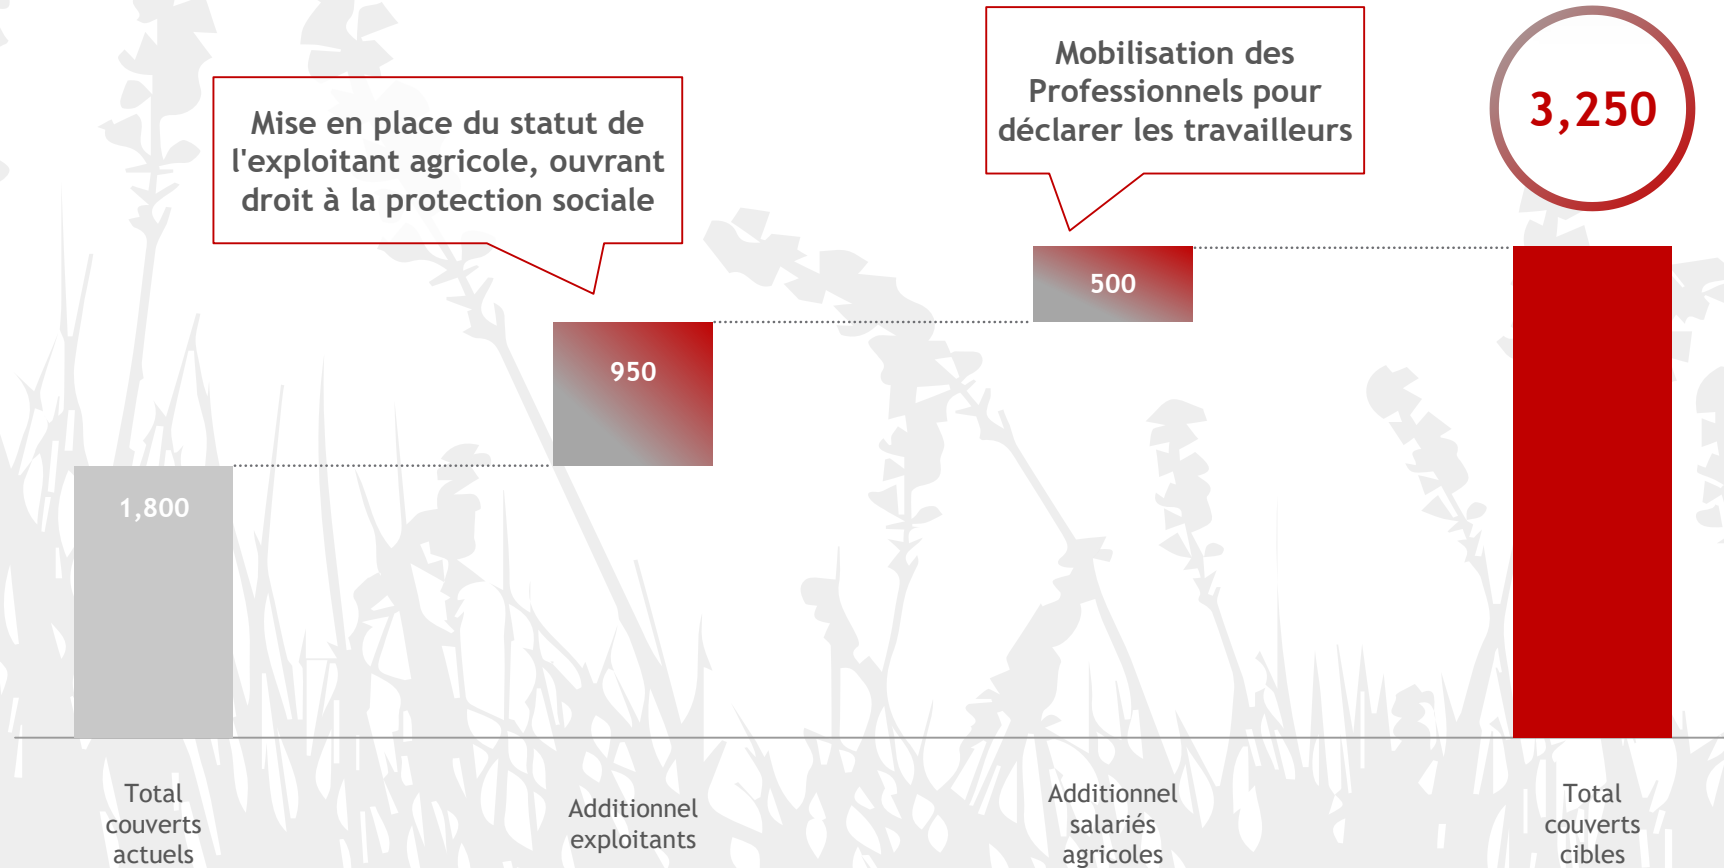 Mise en place du statut de
l'exploitant agricole, ouvrant
droit à la protection sociale
Mobilisation des
Professionnels pour
déclarer les travailleurs
3,250
500
950
1,800
Total
couverts
actuels
Additionnel
exploitants
Additionnel
salariés
agricoles
Total
couverts
cibles